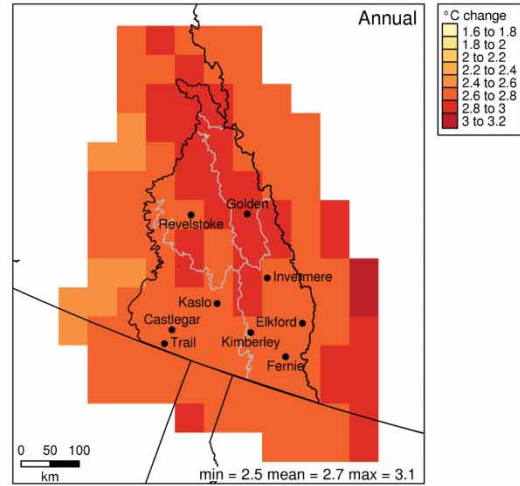 Annual
°C change
1.6 to 1.8
1.8 to 2
2 to 2.2
2.2 to 2.4
2.4 to 2.6
2.6 to 2.8
2.8 to 3
3 to 3.2
Golden
Revelstoke
Invermere
Kaslo
Castlegar
Elkford
Trail
Kimberley
Fernie
0 50 100
km
min = 2.5 mean = 2.7 max = 3.1